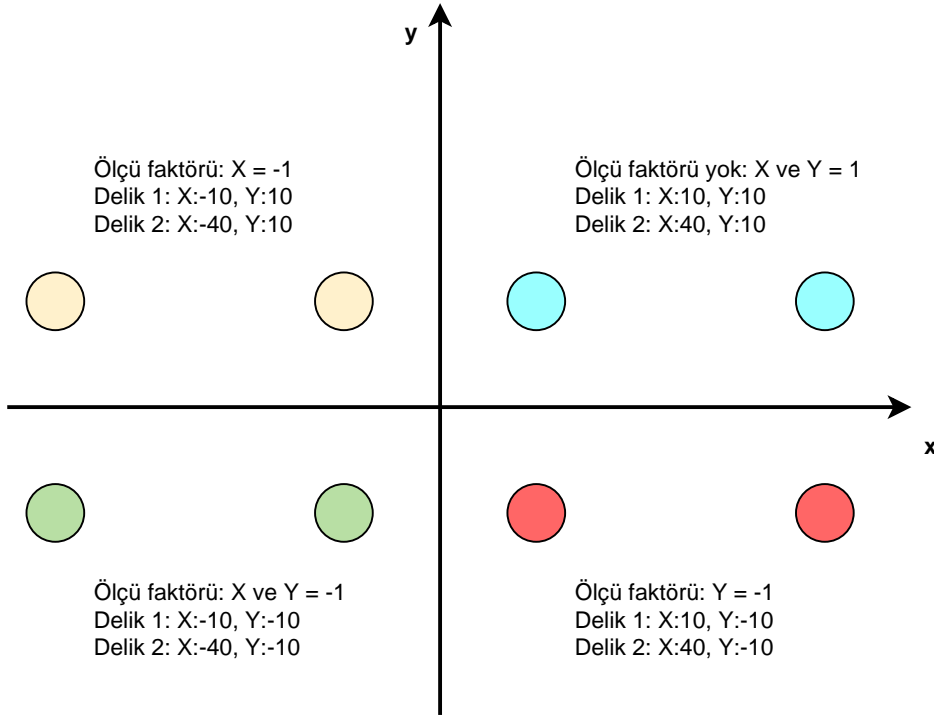 y
Ölçü faktörü: X = -1
Delik 1: X:-10, Y:10
Delik 2: X:-40, Y:10
Ölçü faktörü yok: X ve Y = 1
Delik 1: X:10, Y:10
Delik 2: X:40, Y:10
x
Ölçü faktörü: X ve Y = -1
Delik 1: X:-10, Y:-10
Delik 2: X:-40, Y:-10
Ölçü faktörü: Y = -1
Delik 1: X:10, Y:-10
Delik 2: X:40, Y:-10